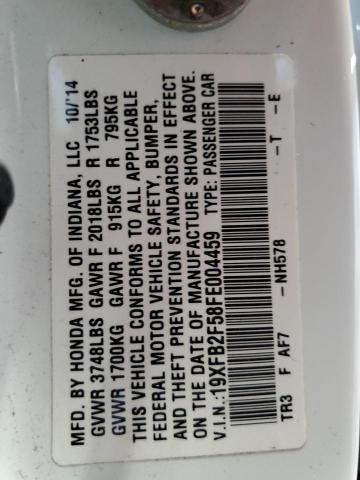 MFD. BY HONDA MFG. OF INDIANA, LLC 10/'14
GVWR 3748LBS GAWR F 2018LBS R 1753LBS
GVWR 1700KG GAWR F 915KG R 795KG
THIS VEHICLE CONFORMS TO ALL APPLICABLE
FEDERAL MOTOR VEHICLE SAFETY, BUMPER,
AND THEFT PREVENTION STANDARDS IN EFFECT
ON THE DATE OF MANUFACTURE SHOWN ABOVE.
V.I.N.:19XFB2F58FE004459 TYPE: PASSENGER CAR
TR3 F AF7 -NH578 -T -E